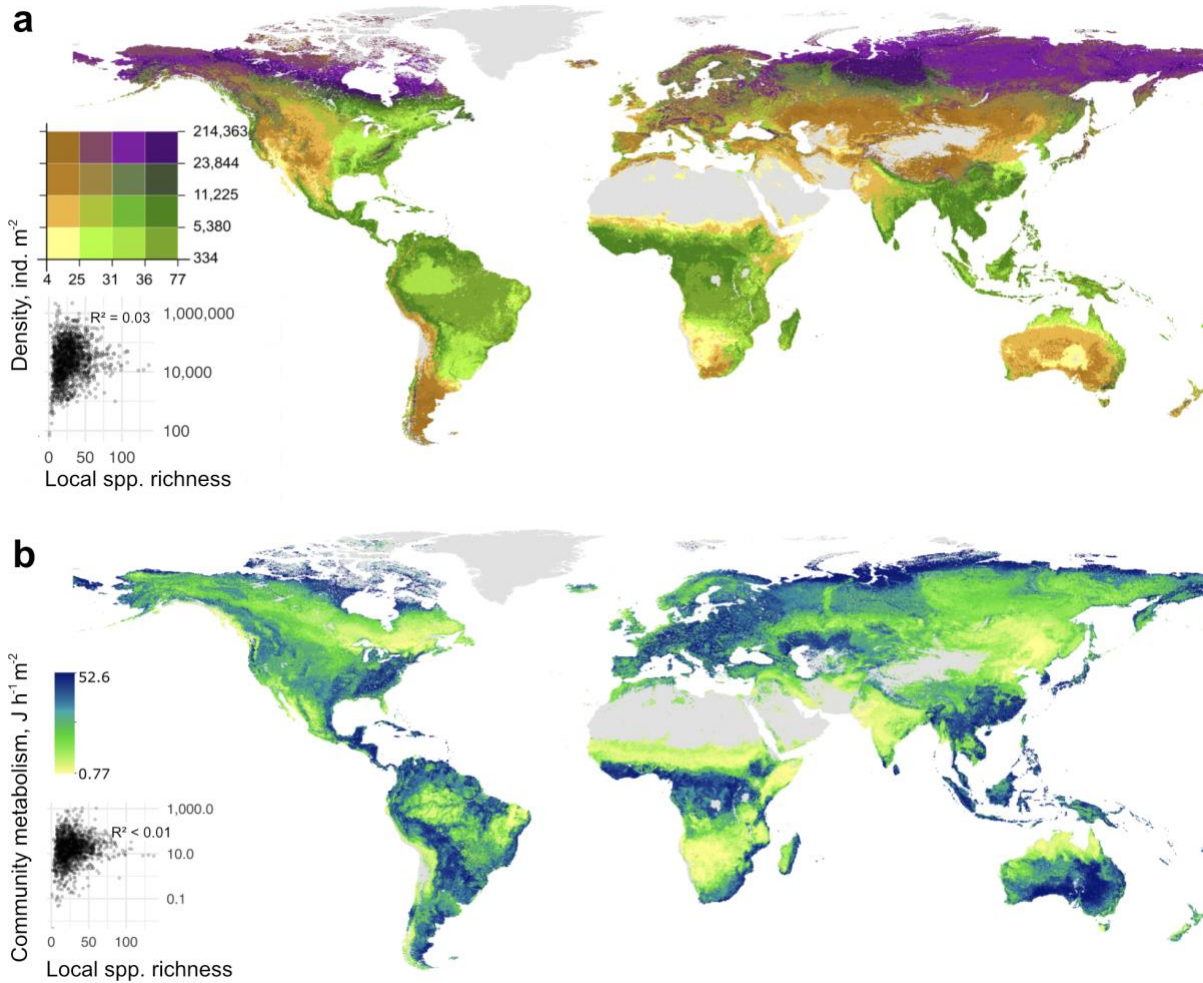 a
Density, ind. m⁻²
214,363
23,844
11,225
5,380
334
4 25 31 36 77
R² = 0.03
1,000,000
10,000
100
0 50 100
Local spp. richness
b
Community metabolism, J h⁻¹ m⁻²
52.6
0.77
R² < 0.01
1,000.0
10.0
0.1
0 50 100
Local spp. richness